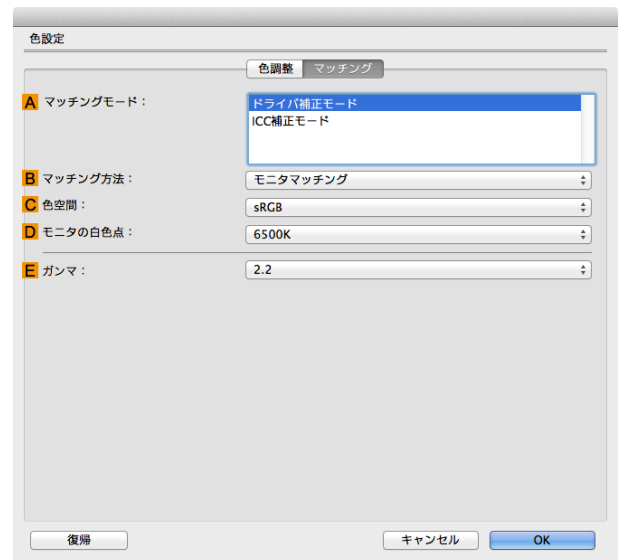 色設定
色調整 マッチング
A マッチングモード：
ドライバ補正モード
ICC補正モード
B マッチング方法： モニタマッチング
C 色空間： sRGB
D モニタの白色点： 6500K
E ガンマ： 2.2
復帰 キャンセル OK